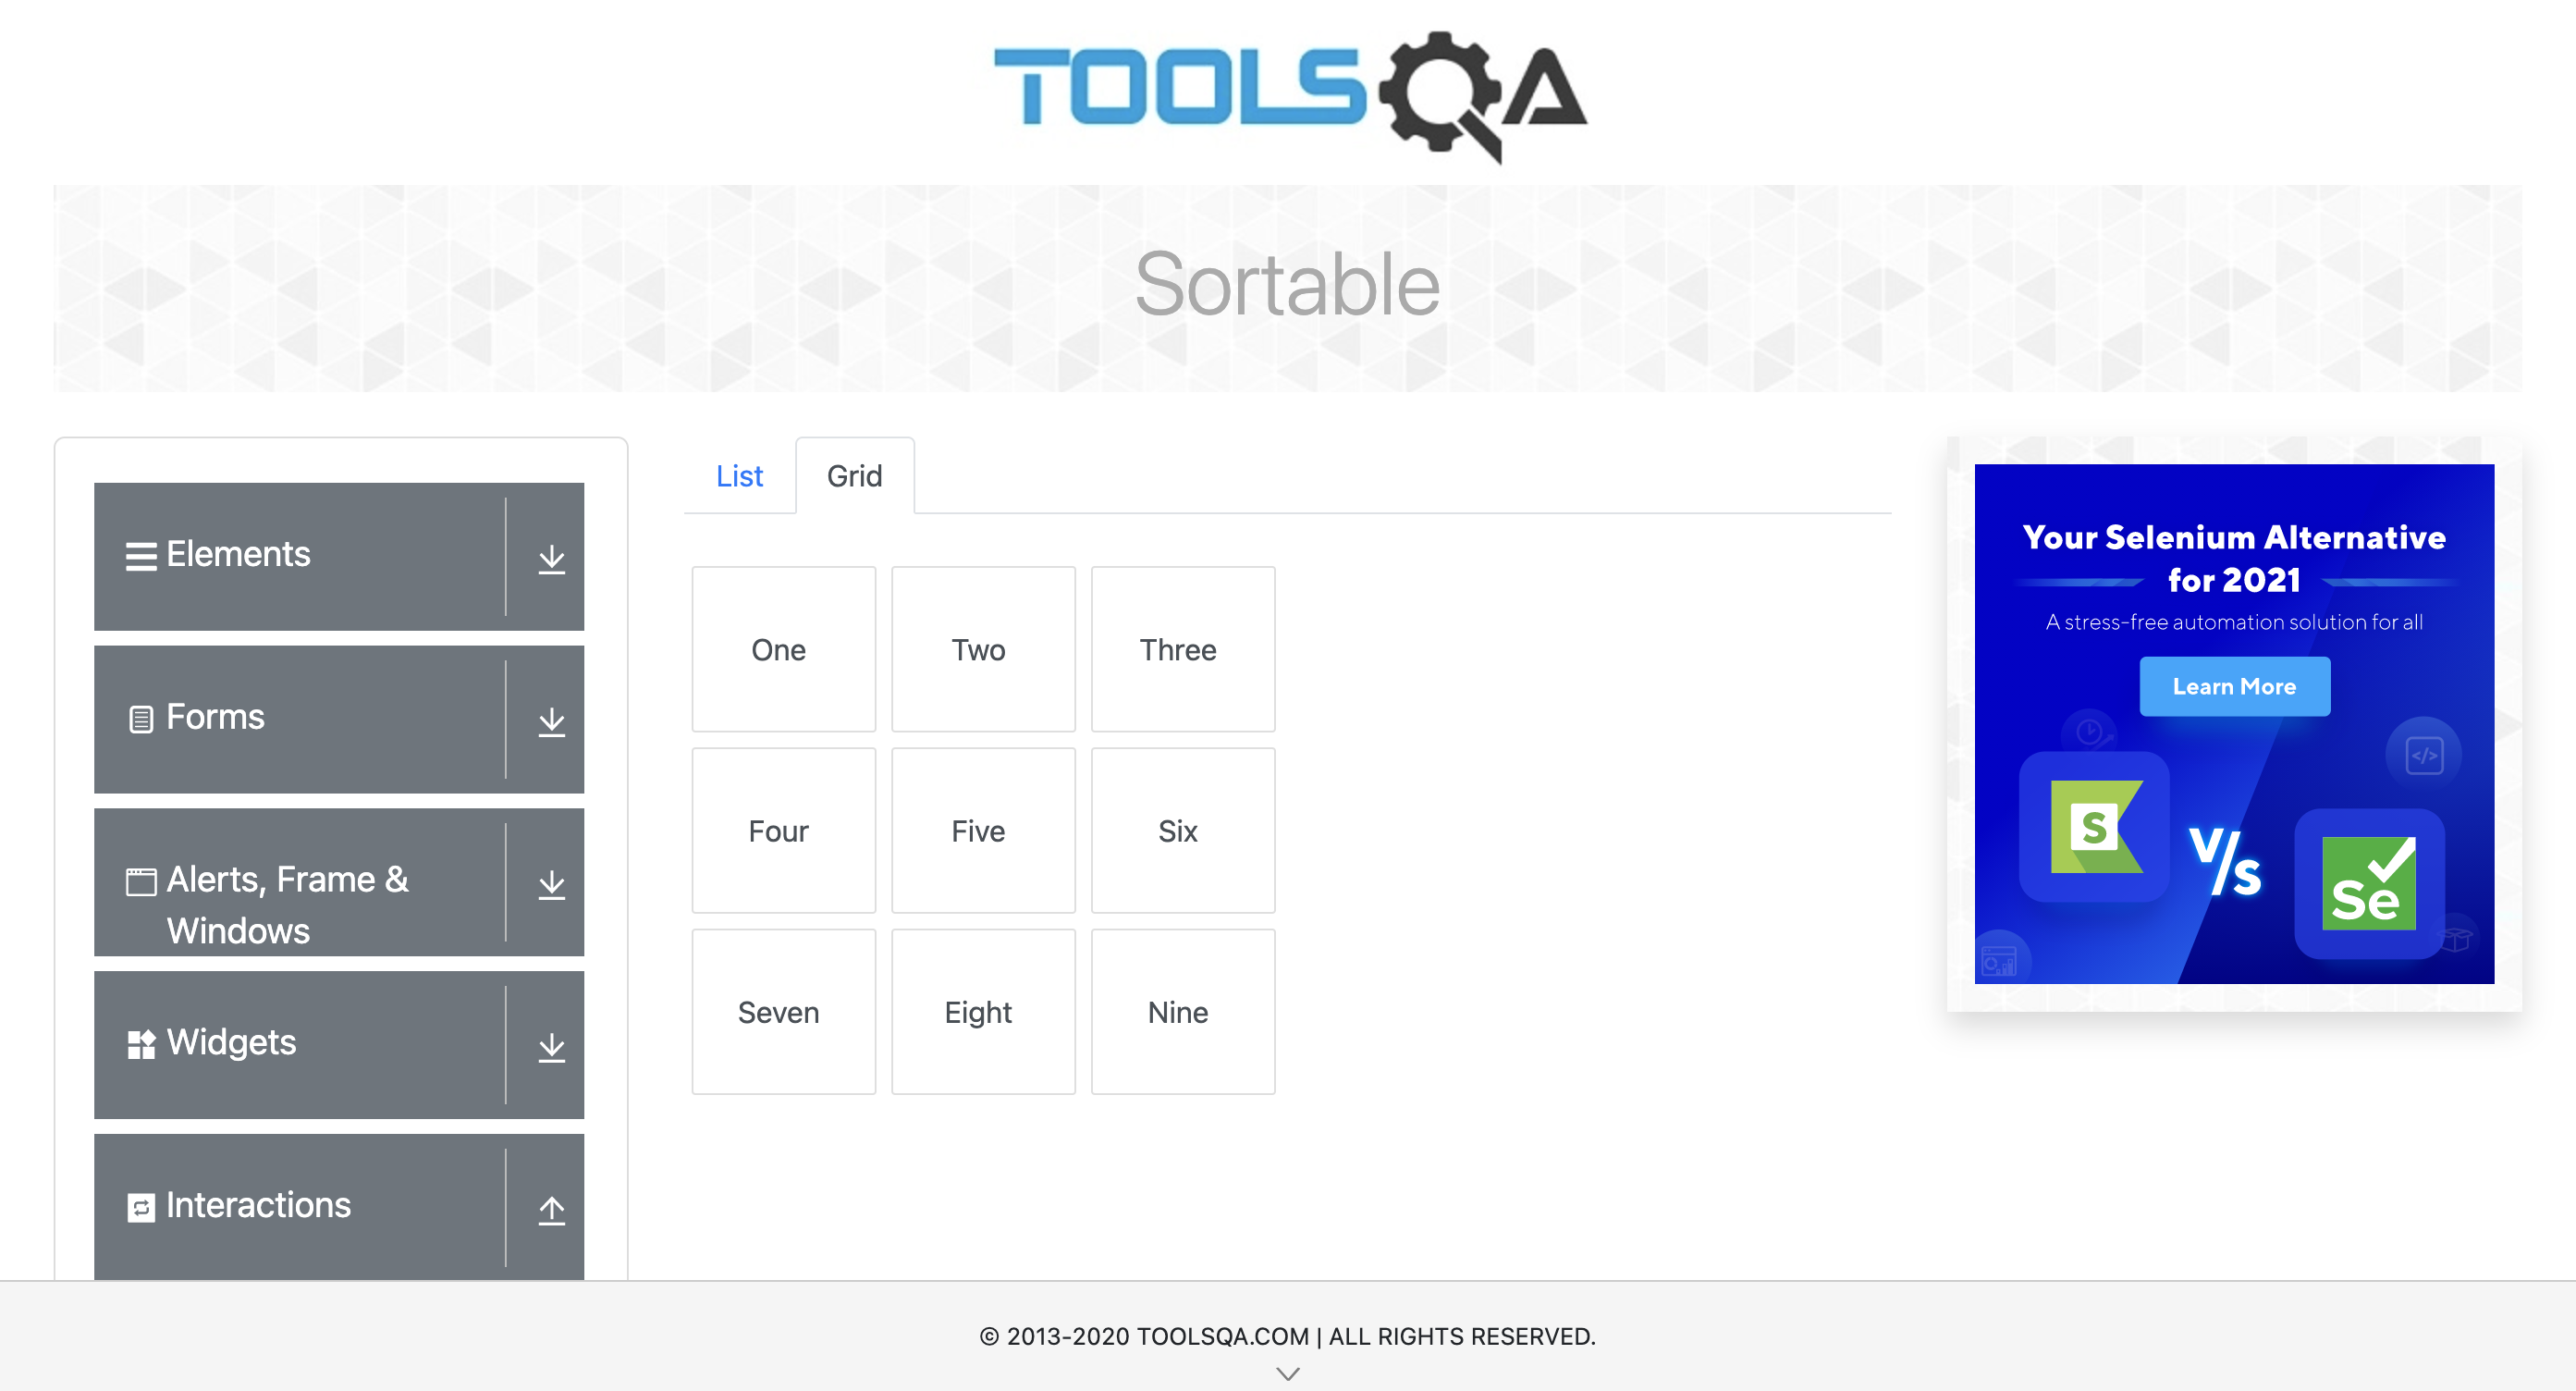 TOOLSQA
Sortable
Elements
Forms
Alerts, Frame &
Windows
Widgets
Interactions
List
Grid
One
Two
Three
Four
Five
Six
Seven
Eight
Nine
Your Selenium Alternative
for 2021
A stress-free automation solution for all
Learn More
S
V/s
Se
</>
© 2013-2020 TOOLSQA.COM | ALL RIGHTS RESERVED.